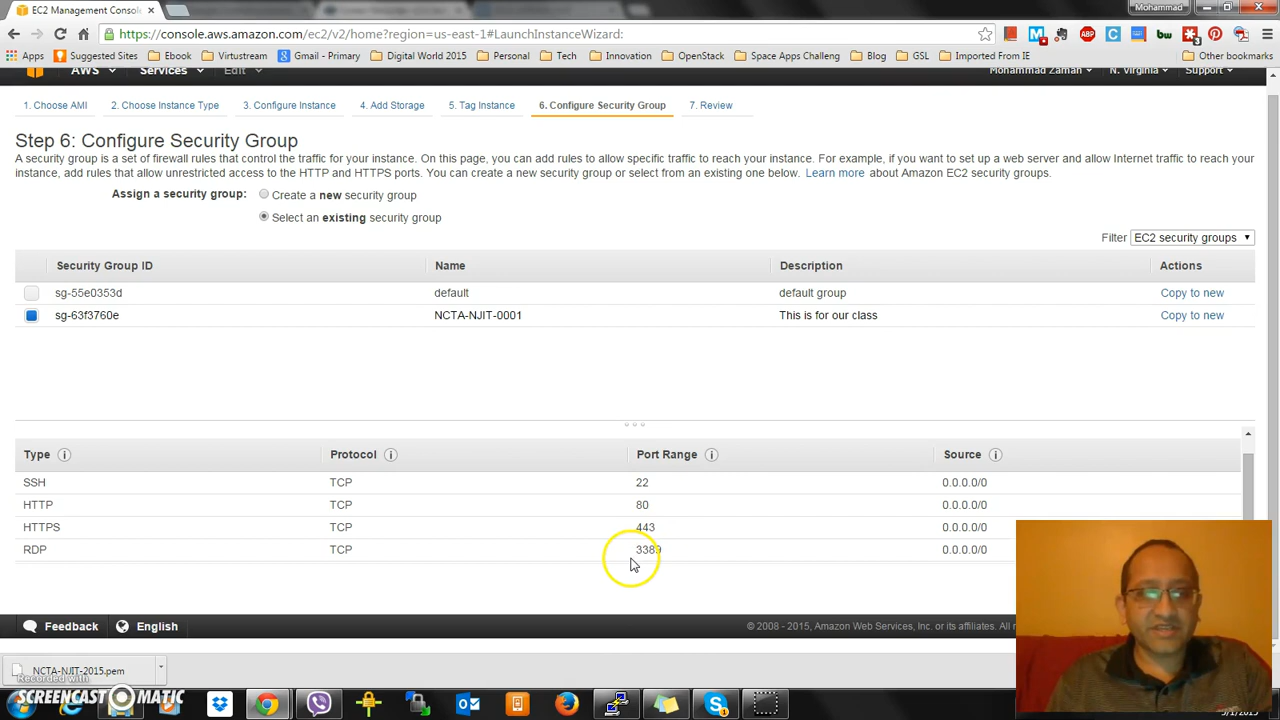 EC2 Management Consol
Mohammad
https://console.aws.amazon.com/ec2/v2/home?region=us-east-1#LaunchInstanceWizard:
Apps Suggested Sites Ebook Virtustream Gmail - Primary Digital World 2015 Personal Tech Innovation OpenStack Space Apps Challeng GSL Imported From IE Other bookmarks
AWS Services Edit Mohammad Zaman N. Virginia Support
1. Choose AMI 2. Choose Instance Type 3. Configure Instance 4. Add Storage 5. Tag Instance 6. Configure Security Group 7. Review
Step 6: Configure Security Group
A security group is a set of firewall rules that control the traffic for your instance. On this page, you can add rules to allow specific traffic to reach your instance. For example, if you want to set up a web server and allow Internet traffic to reach your
instance, add rules that allow unrestricted access to the HTTP and HTTPS ports. You can create a new security group or select from an existing one below. Learn more about Amazon EC2 security groups.
Assign a security group: Create a new security group
Select an existing security group
Filter EC2 security groups
Security Group ID Name Description Actions
sg-55e0353d default default group Copy to new
sg-63f3760e NCTA-NJIT-0001 This is for our class Copy to new
Type Protocol Port Range Source
SSH TCP 22 0.0.0.0/0
HTTP TCP 80 0.0.0.0/0
HTTPS TCP 443 0.0.0.0/0
RDP TCP 3389 0.0.0.0/0
Feedback English © 2008 - 2015, Amazon Web Services, Inc. or its affiliates. All
NCTA-NJIT-2015.pem
Recorded with
SCREENCAST MATIC